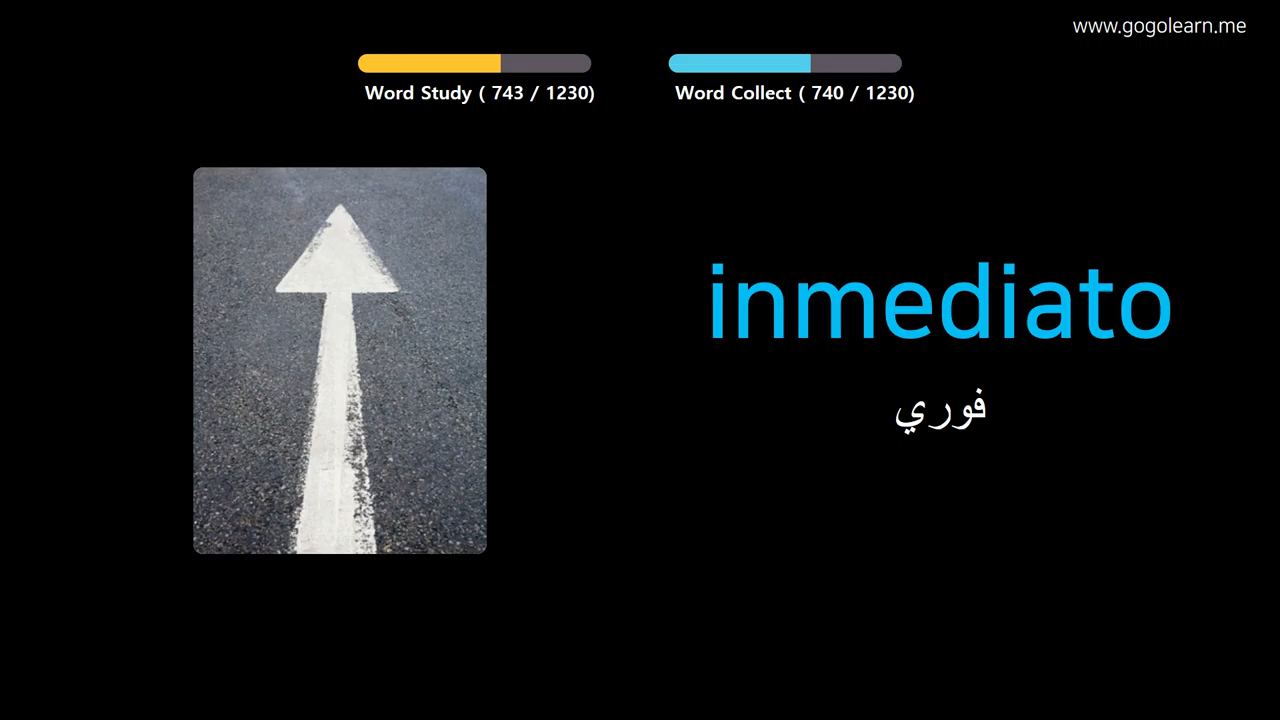 www.gogolearn.me
Word Study ( 743 / 1230)
Word Collect ( 740 / 1230)
inmediato
فوري